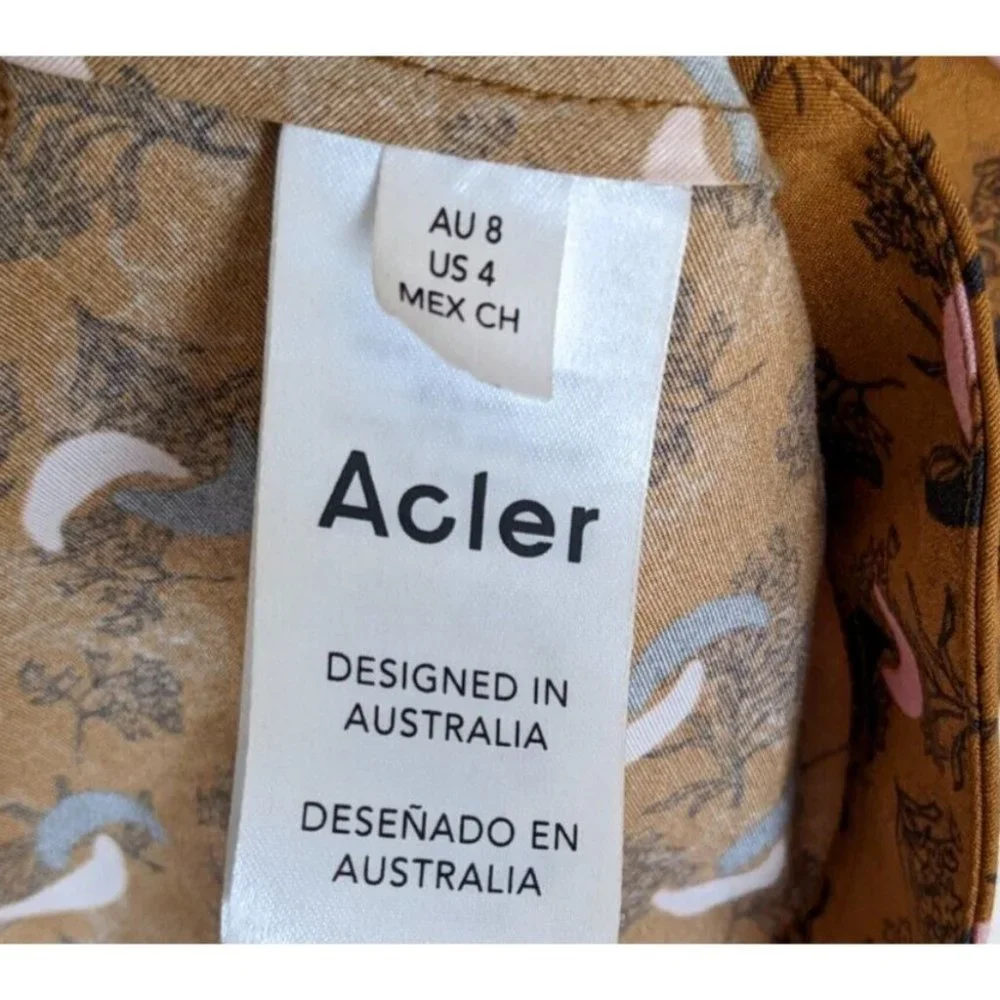 AU 8
US 4
MEX CH
Acler
DESIGNED IN
AUSTRALIA
DESEÑADO EN
AUSTRALIA